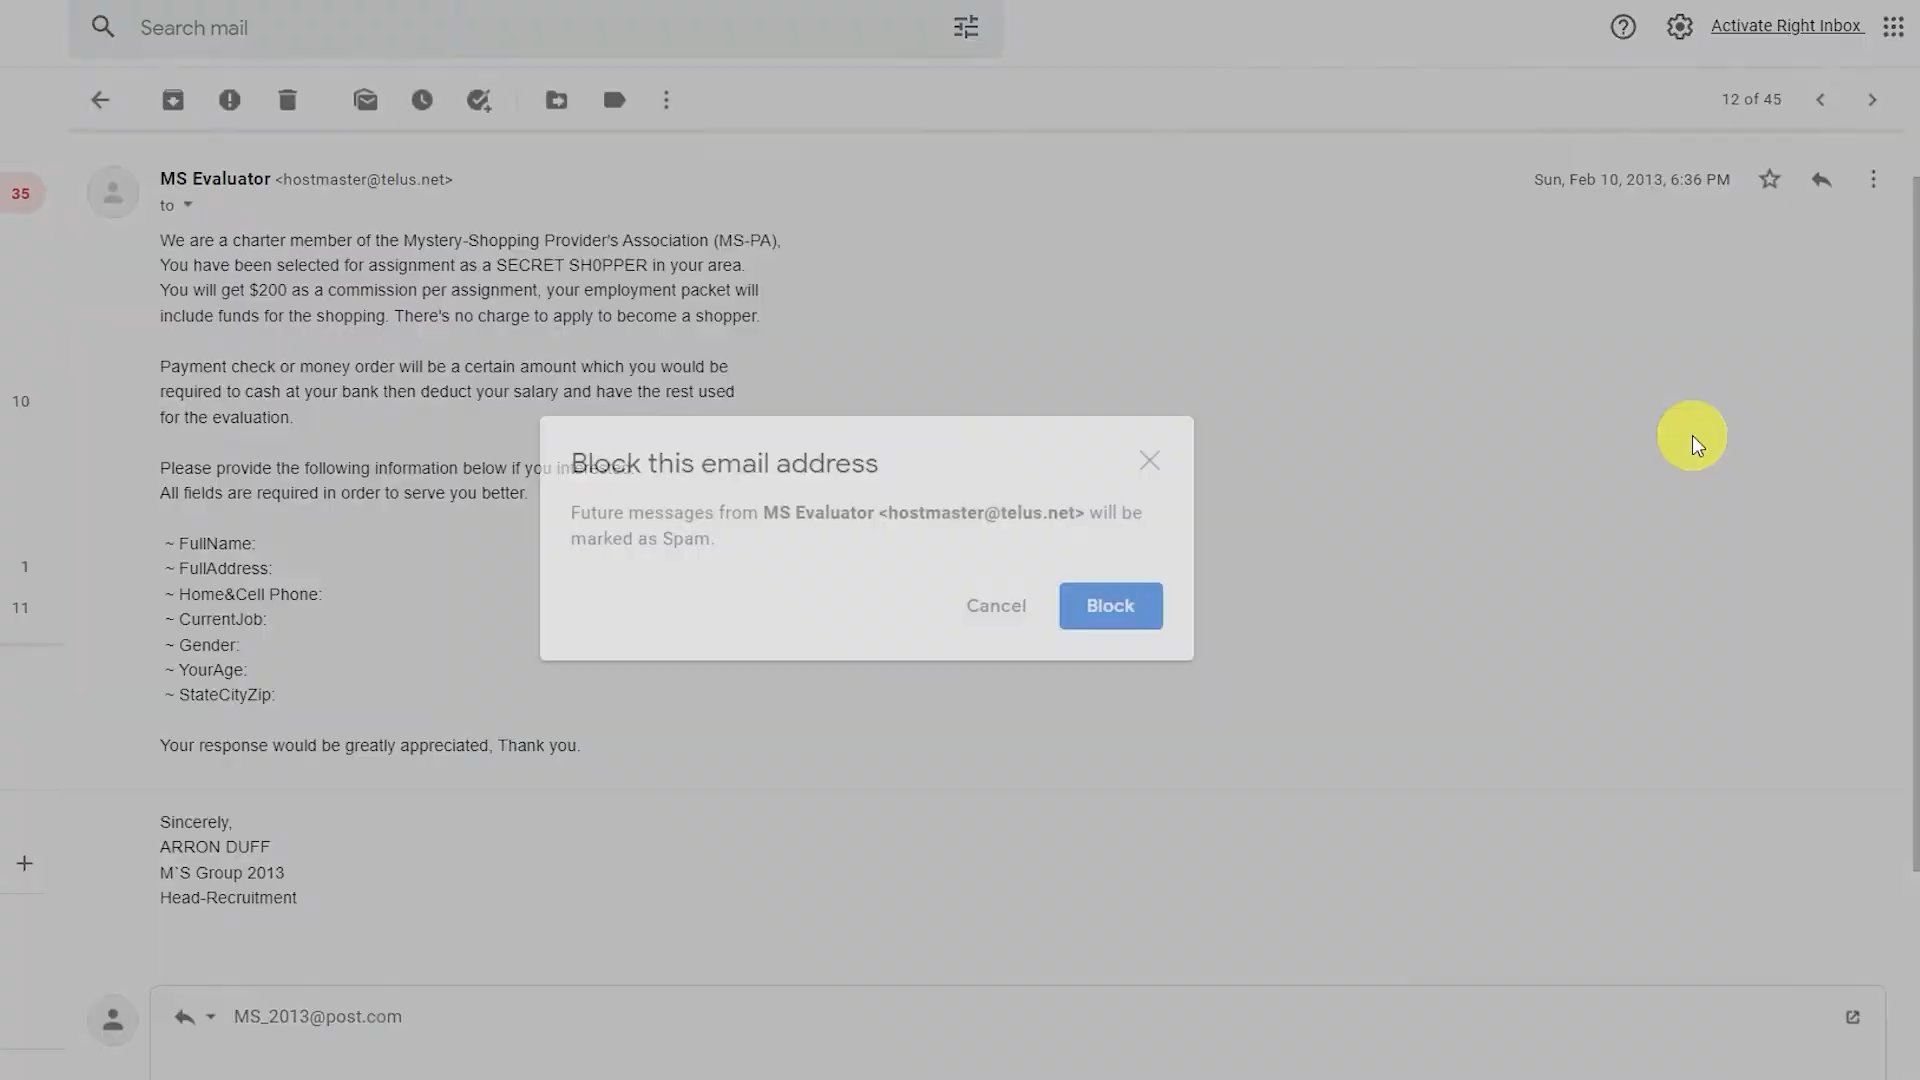 Search mail
Activate Right Inbox
12 of 45
35
MS Evaluator <hostmaster@telus.net>
Sun, Feb 10, 2013, 6:36 PM
to
We are a charter member of the Mystery-Shopping Provider's Association (MS-PA),
You have been selected for assignment as a SECRET SH0PPER in your area.
You will get $200 as a commission per assignment, your employment packet will
include funds for the shopping. There's no charge to apply to become a shopper.
Payment check or money order will be a certain amount which you would be
required to cash at your bank then deduct your salary and have the rest used
for the evaluation.
10
Please provide the following information below if you interested.
All fields are required in order to serve you better.
Block this email address
Future messages from MS Evaluator <hostmaster@telus.net> will be
marked as Spam.
Cancel
Block
~ FullName:
~ FullAddress:
~ Home&Cell Phone:
~ CurrentJob:
~ Gender:
~ YourAge:
~ StateCityZip:
1
11
Your response would be greatly appreciated, Thank you.
Sincerely,
ARRON DUFF
M`S Group 2013
Head-Recruitment
MS_2013@post.com